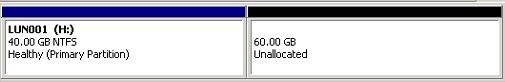 LUN001 (H:)
40.00 GB NTFS
Healthy (Primary Partition)
60.00 GB
Unallocated